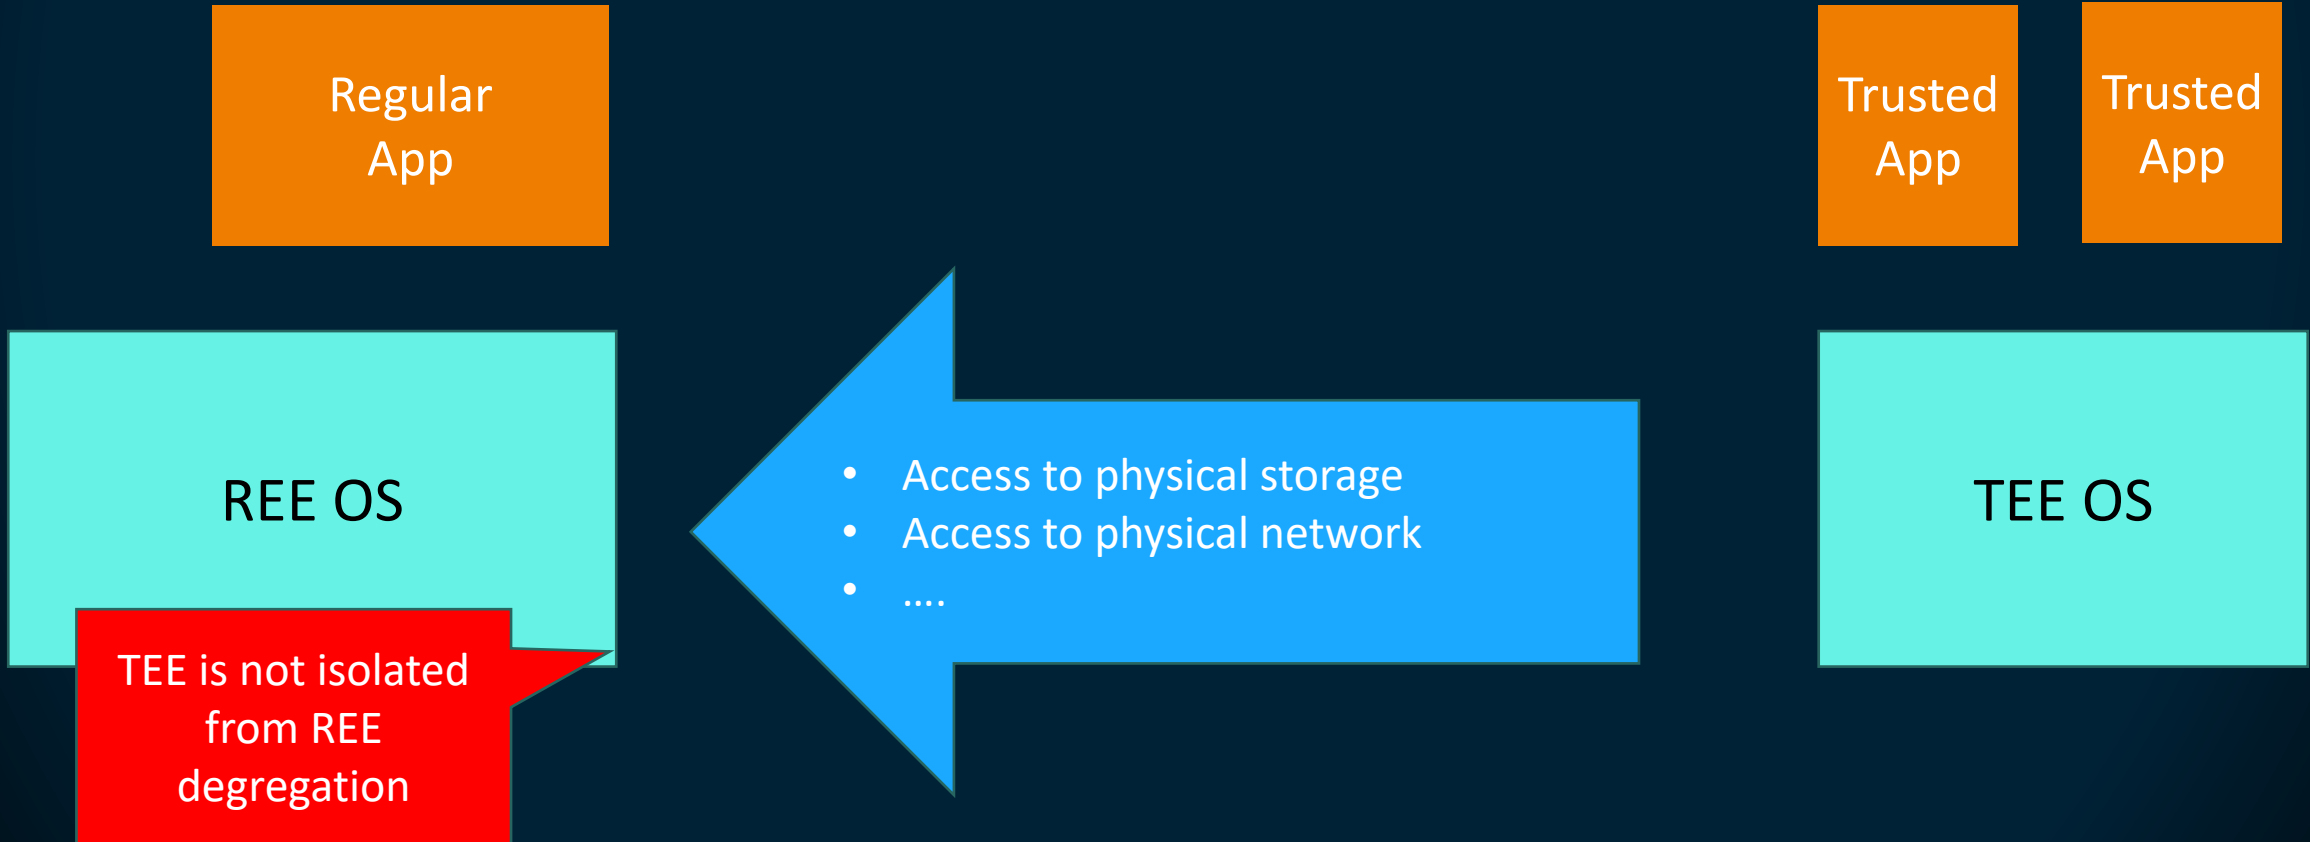 Regular
App
Trusted
App
Trusted
App
REE OS
• Access to physical storage
• Access to physical network
• ....
TEE OS
TEE is not isolated
from REE
degregation